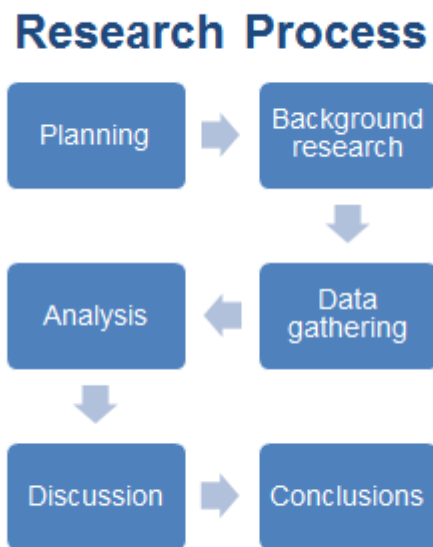 Research Process
Planning
Background
research
Data
gathering
Analysis
Discussion
Conclusions